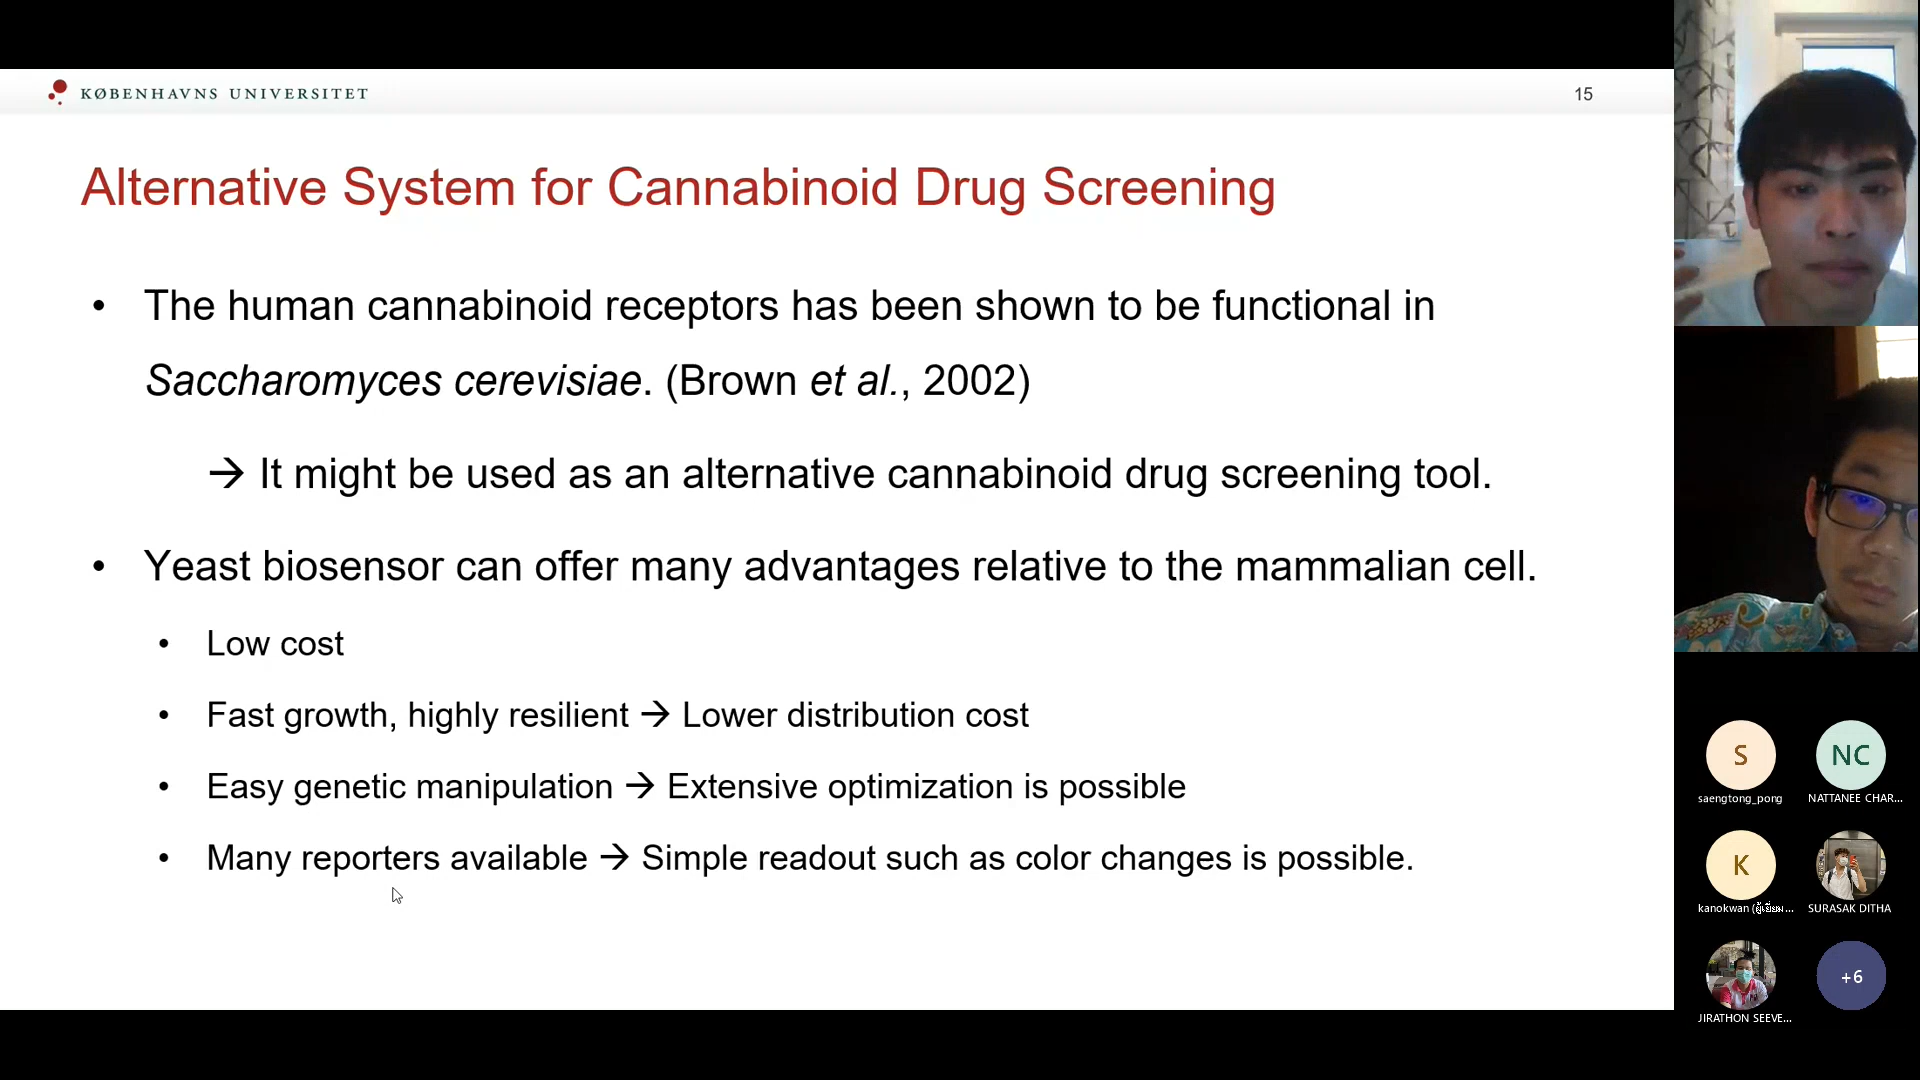 KØBENHAVNS UNIVERSITET
15
Alternative System for Cannabinoid Drug Screening
• The human cannabinoid receptors has been shown to be functional in
Saccharomyces cerevisiae. (Brown et al., 2002)
→ It might be used as an alternative cannabinoid drug screening tool.
• Yeast biosensor can offer many advantages relative to the mammalian cell.
• Low cost
• Fast growth, highly resilient → Lower distribution cost
• Easy genetic manipulation → Extensive optimization is possible
• Many reporters available → Simple readout such as color changes is possible.
S
NC
saengtong_pong
NATTANEE CHAR...
K
kanokwan (ผู้เยี่ยม...
SURASAK DITHA
+6
JIRATHON SEEVE...